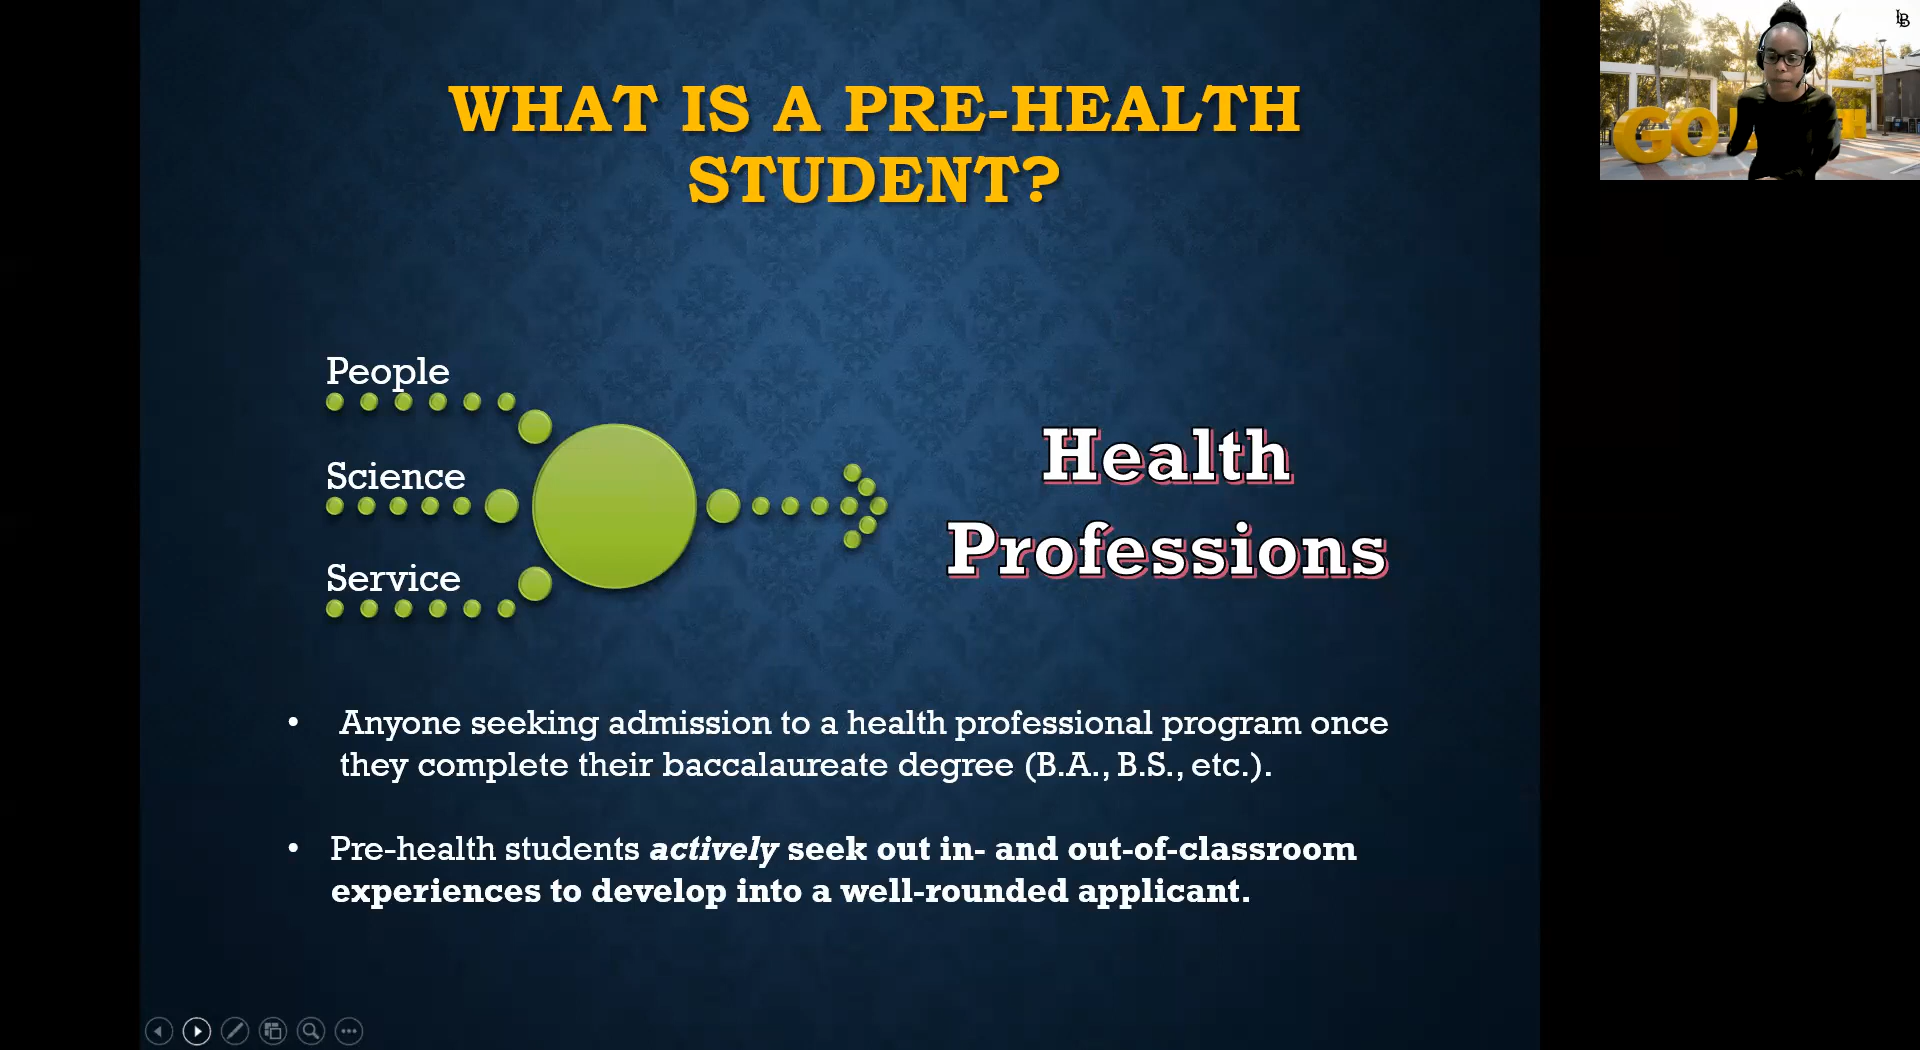 WHAT IS A PRE-HEALTH
STUDENT?
People
Science
Service
Health
Professions
• Anyone seeking admission to a health professional program once
they complete their baccalaureate degree (B.A., B.S., etc.).
• Pre-health students actively seek out in- and out-of-classroom
experiences to develop into a well-rounded applicant.
GO
LB